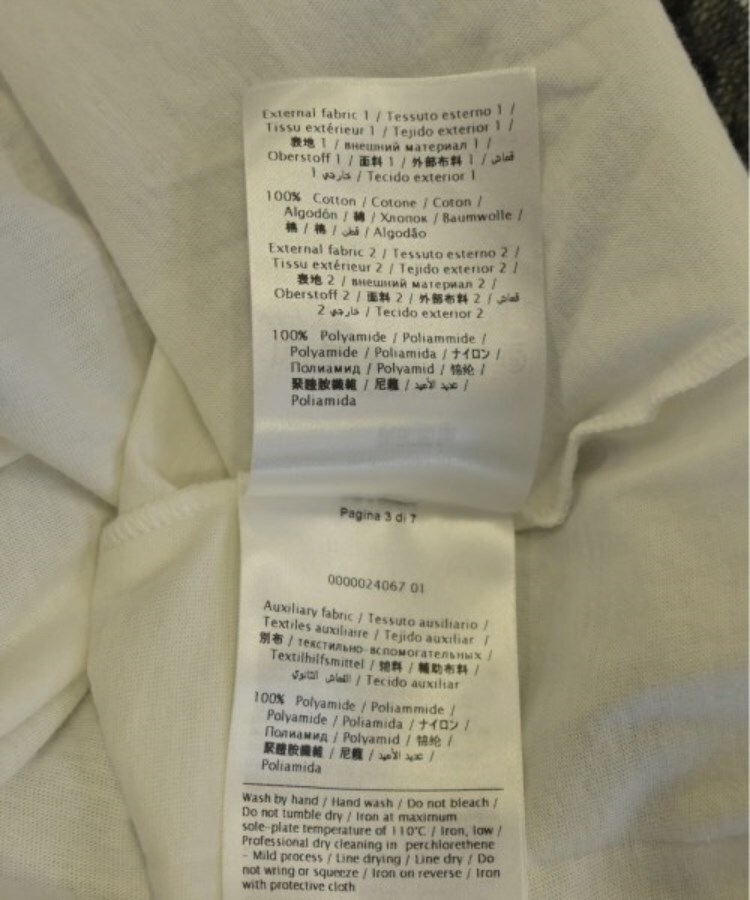 External fabric 1 / Tessuto esterno 1 /
Tissu extérieur 1 / Tejido exterior 1 /
表地 1 / внешний материал 1 /
Oberstoff 1 / 面料 1 / 外部布料 1 / قماش
خارجي 1 / Tecido exterior 1
100% Cotton / Cotone / Coton /
Algodón / 綿 / Хлопок / Baumwolle /
棉 / 棉 / قطن / Algodão
External fabric 2 / Tessuto esterno 2 /
Tissu extérieur 2 / Tejido exterior 2 /
表地 2 / внешний материал 2 /
Oberstoff 2 / 面料 2 / 外部布料 2 / قماش
خارجي 2 / Tecido exterior 2
100% Polyamide / Poliammide /
Polyamide / Poliamida / ナイロン /
Полиамид / Polyamid / 锦纶 /
聚醯胺纖維 / 尼龍 / عديد الأميد /
Poliamida
Pagina 3 di 7
0000024067 01
Auxiliary fabric / Tessuto ausiliario /
Textiles auxiliaire / Tejido auxiliar /
別布 / текстильно-вспомогательных /
Textilhilfsmittel / 辅料 / 輔助布料 /
القماش الثانوي / Tecido auxiliar
100% Polyamide / Poliammide /
Polyamide / Poliamida / ナイロン /
Полиамид / Polyamid / 锦纶 /
聚醯胺纖維 / 尼龍 / عديد الأميد /
Poliamida
Wash by hand / Hand wash / Do not bleach /
Do not tumble dry / Iron at maximum
sole-plate temperature of 110°C / Iron, low /
Professional dry cleaning in perchlorethene
- Mild process / Line drying / Line dry / Do
not wring or squeeze / Iron on reverse / Iron
with protective cloth